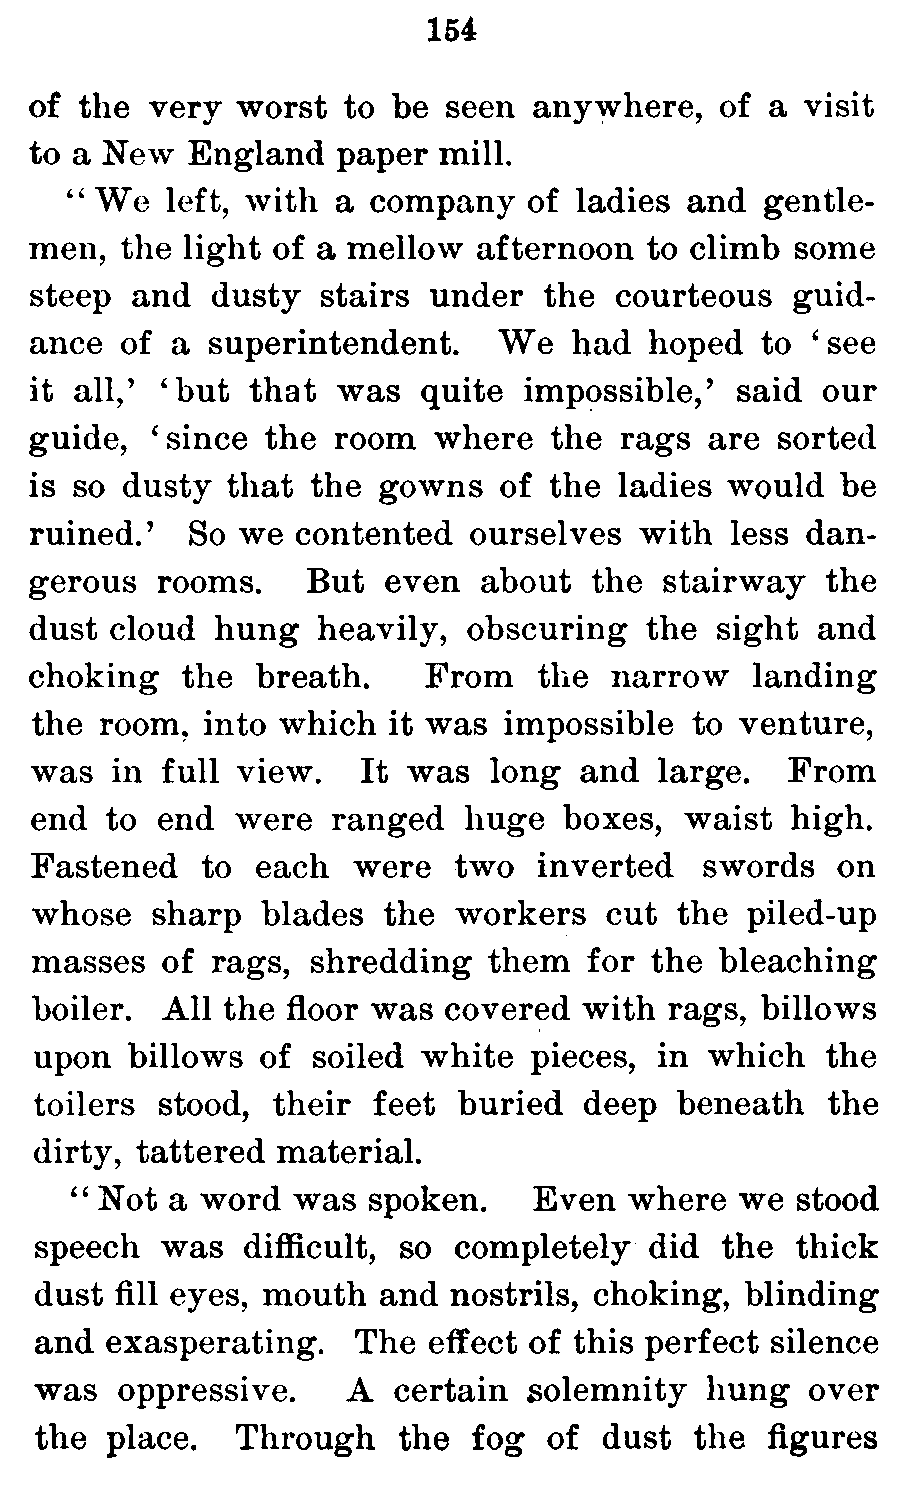 154
of the very worst to be seen anywhere, of a visit
to a New England paper mill.
“ We left, with a company of ladies and gentle-
men, the light of a mellow afternoon to climb some
steep and dusty stairs under the courteous guid-
ance of a superintendent. We had hoped to ‘ see
it all,’ ‘ but that was quite impossible,’ said our
guide, ‘ since the room where the rags are sorted
is so dusty that the gowns of the ladies would be
ruined.’ So we contented ourselves with less dan-
gerous rooms. But even about the stairway the
dust cloud hung heavily, obscuring the sight and
choking the breath. From the narrow landing
the room, into which it was impossible to venture,
was in full view. It was long and large. From
end to end were ranged huge boxes, waist high.
Fastened to each were two inverted swords on
whose sharp blades the workers cut the piled-up
masses of rags, shredding them for the bleaching
boiler. All the floor was covered with rags, billows
upon billows of soiled white pieces, in which the
toilers stood, their feet buried deep beneath the
dirty, tattered material.
“ Not a word was spoken. Even where we stood
speech was difficult, so completely did the thick
dust fill eyes, mouth and nostrils, choking, blinding
and exasperating. The effect of this perfect silence
was oppressive. A certain solemnity hung over
the place. Through the fog of dust the figures